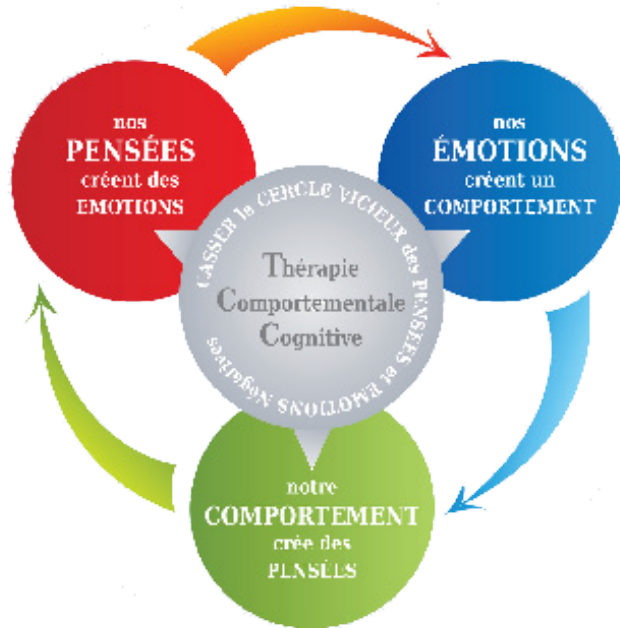 nos
PENSÉES
créent des
EMOTIONS
nos
ÉMOTIONS
créent un
COMPORTEMENT
CASSER le CERCLE VICIEUX des PENSÉES et EMOTIONS Négatives
Thérapie
Comportementale
Cognitive
notre
COMPORTEMENT
crée des
PENSÉES